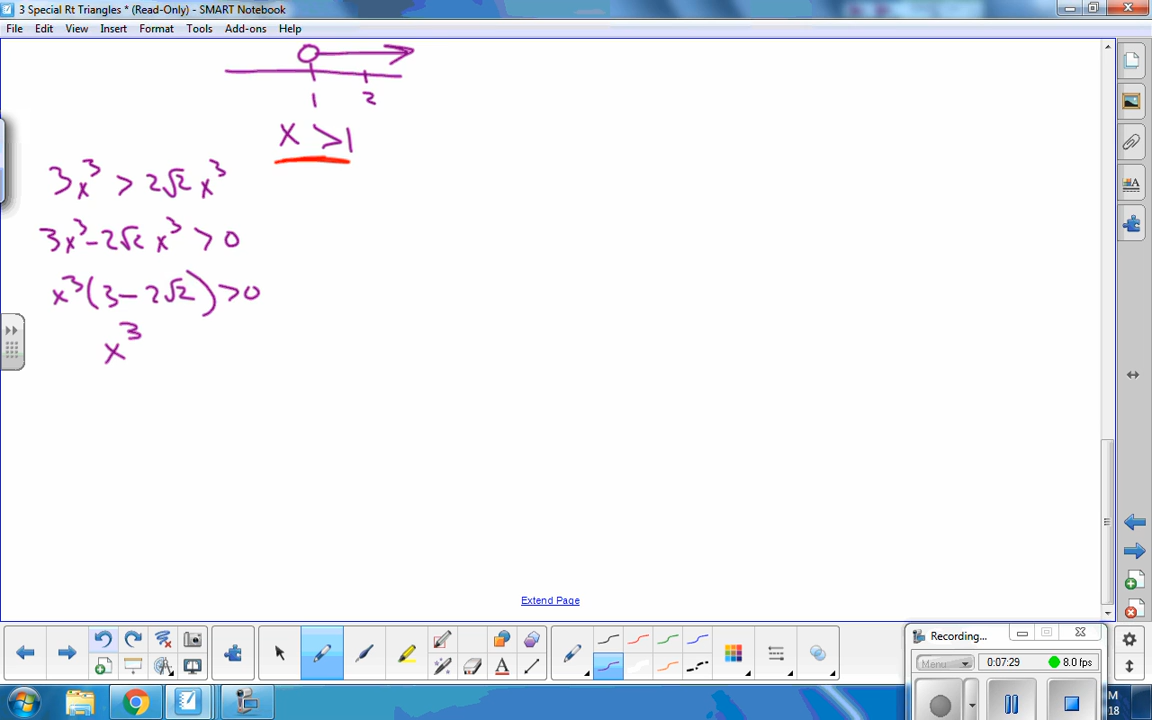 3 Special Rt Triangles * (Read-Only) - SMART Notebook
File Edit View Insert Format Tools Add-ons Help
1 2
x > 1
3x³ > 2√2 x³
3x³ - 2√2 x³ > 0
x³(3 - 2√2) > 0
x³
Extend Page
Recording...
Menu 0:07:29 8.0 fps
M
18